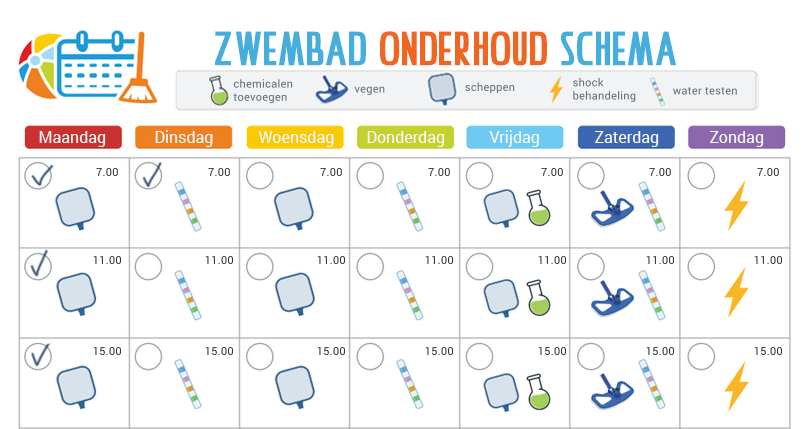 ZWEMBAD ONDERHOUD SCHEMA
chemicalen
toevoegen
vegen
scheppen
shock
behandeling
water testen
Maandag Dinsdag Woensdag Donderdag Vrijdag Zaterdag Zondag
7.00 7.00 7.00 7.00 7.00 7.00 7.00
11.00 11.00 11.00 11.00 11.00 11.00 11.00
15.00 15.00 15.00 15.00 15.00 15.00 15.00